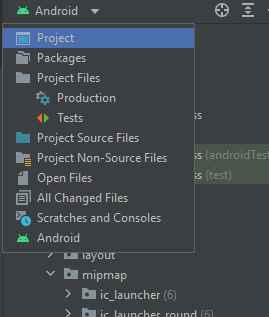 Android
Project
Packages
Project Files
Production
Tests
Project Source Files
Project Non-Source Files
Open Files
All Changed Files
Scratches and Consoles
Android
ss
ss (androidTest
ss (test)
layout
mipmap
ic_launcher (6)
ic_launcher_round (6)